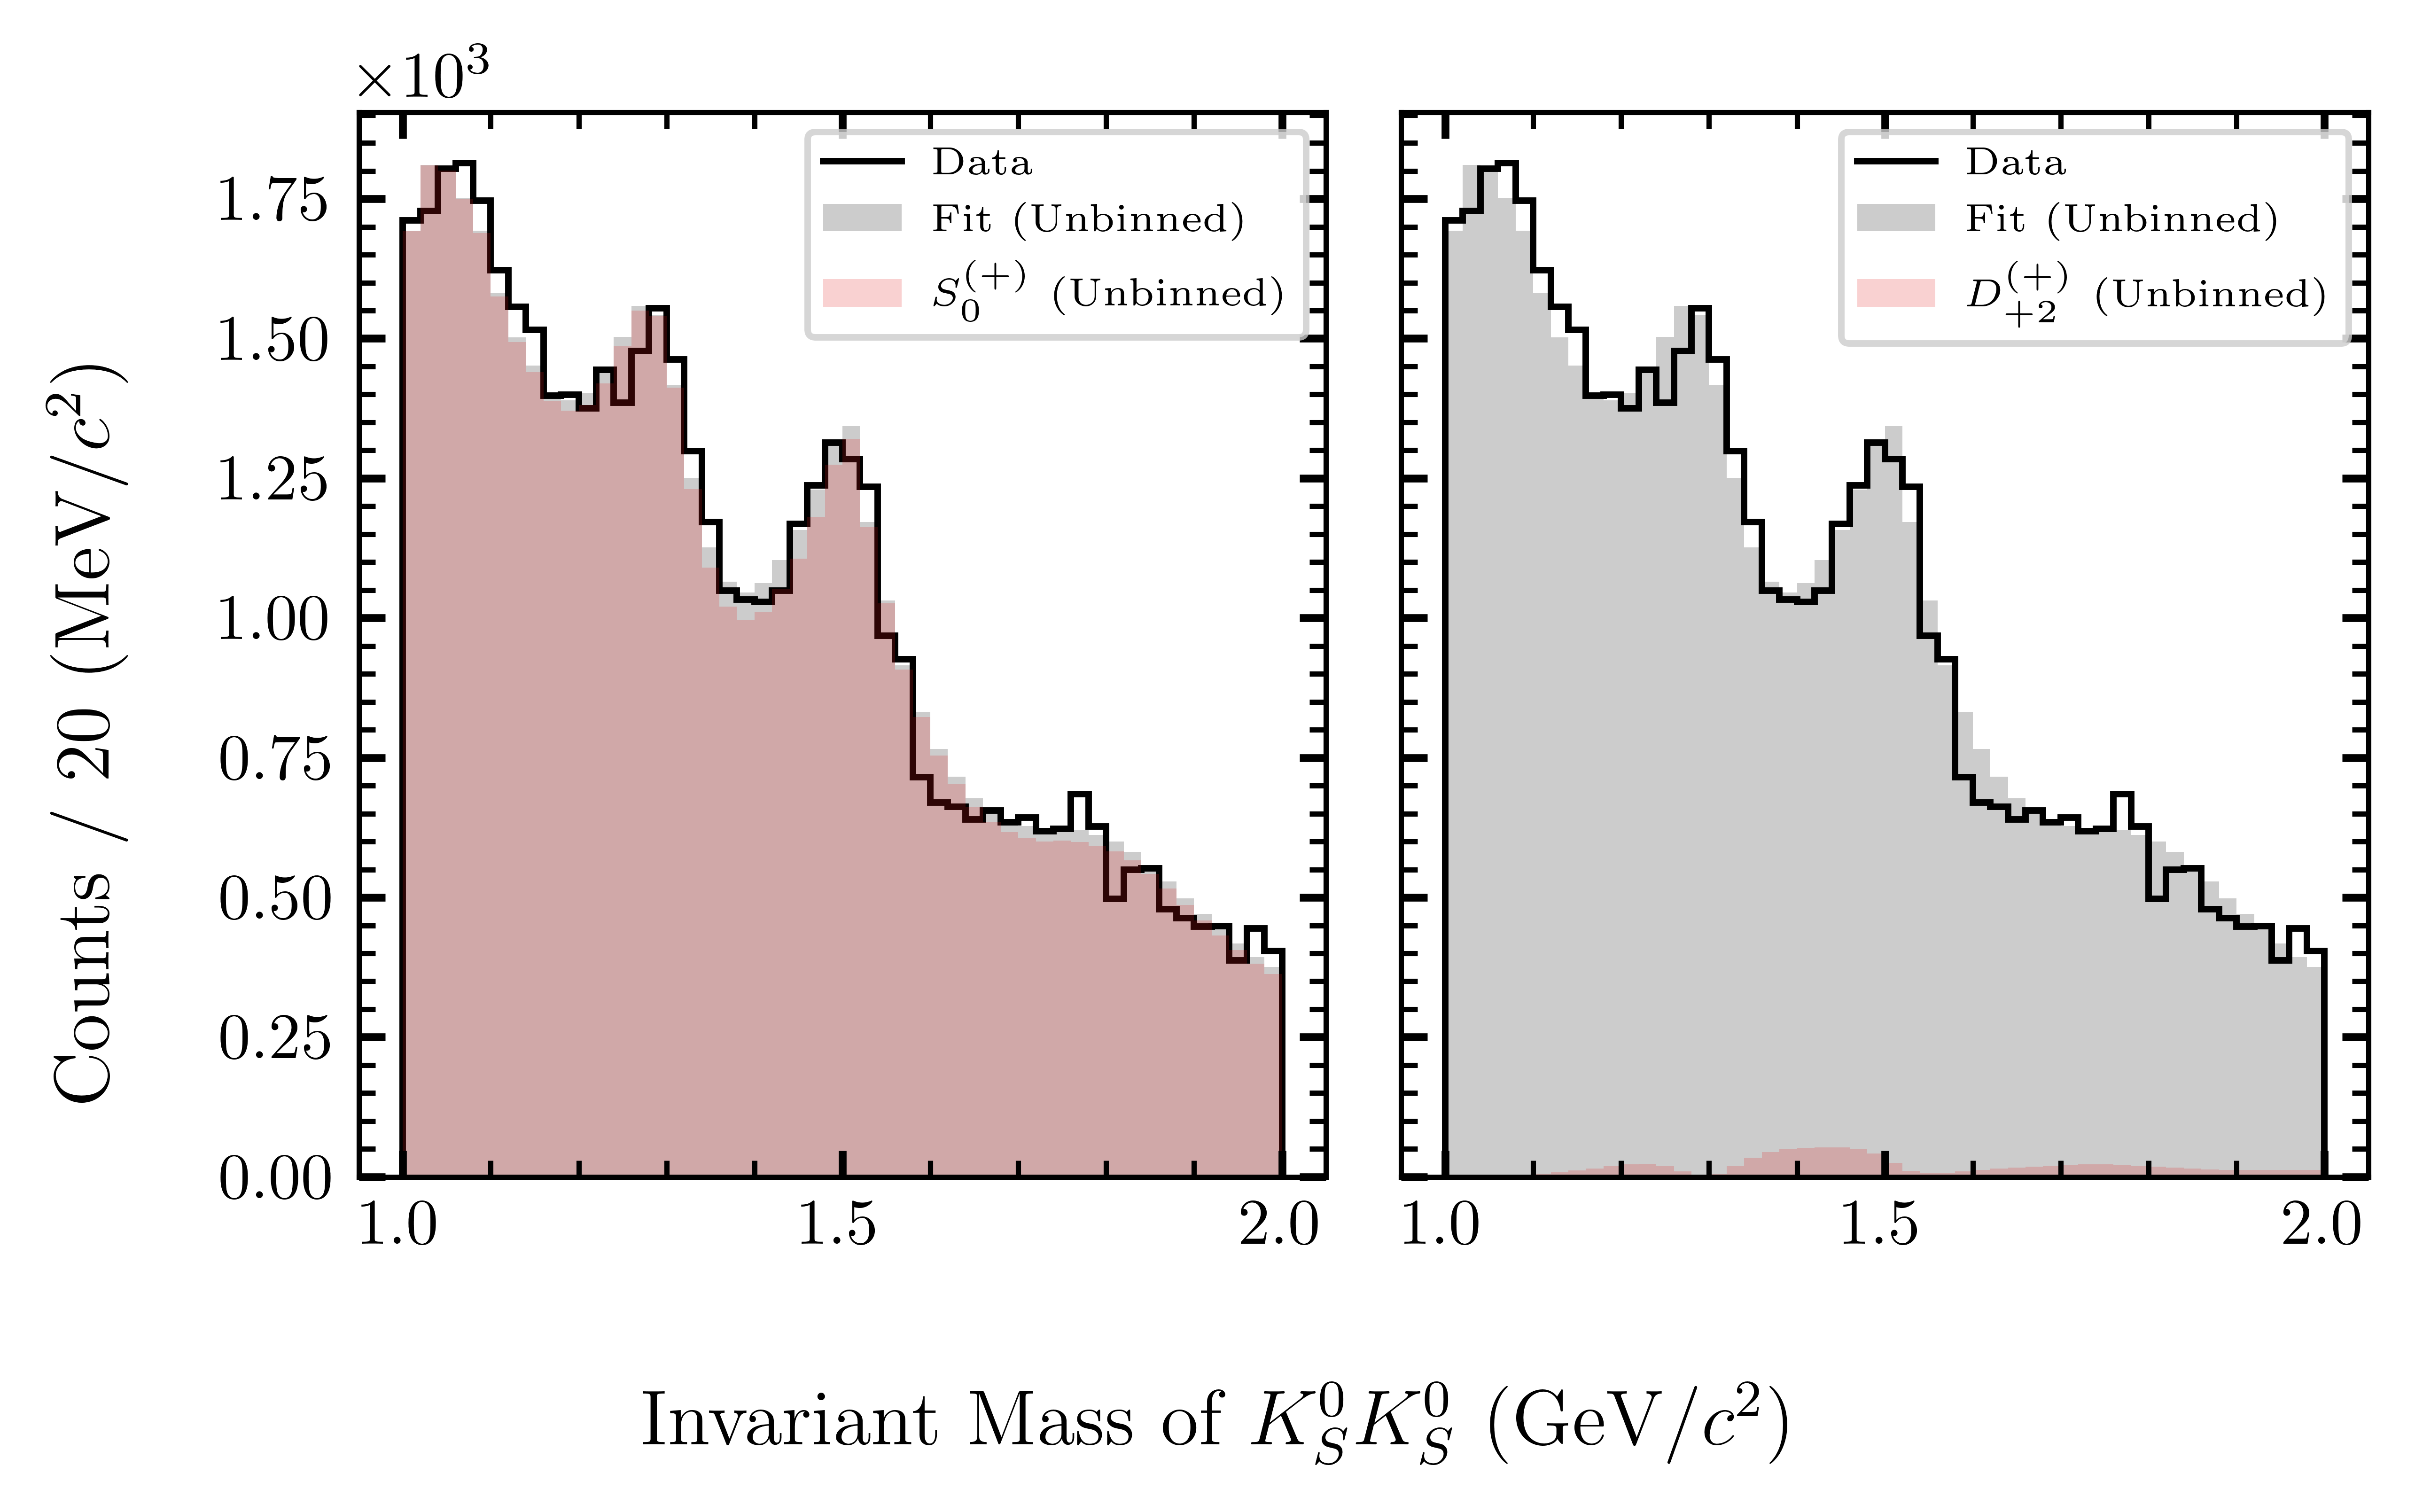 ×10³
Counts / 20 (MeV/c²)
1.75
1.50
1.25
1.00
0.75
0.50
0.25
0.00
Data
Fit (Unbinned)
S₀⁽⁺⁾ (Unbinned)
1.0 1.5 2.0
Data
Fit (Unbinned)
D₊₂⁽⁺⁾ (Unbinned)
1.0 1.5 2.0
Invariant Mass of K⁰_S K⁰_S (GeV/c²)